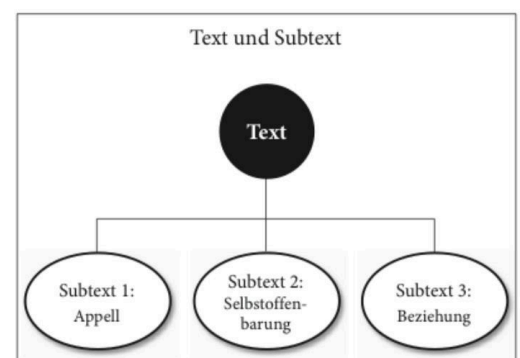 Text und Subtext
Text
Subtext 1:
Appell
Subtext 2:
Selbstoffen-
barung
Subtext 3:
Beziehung